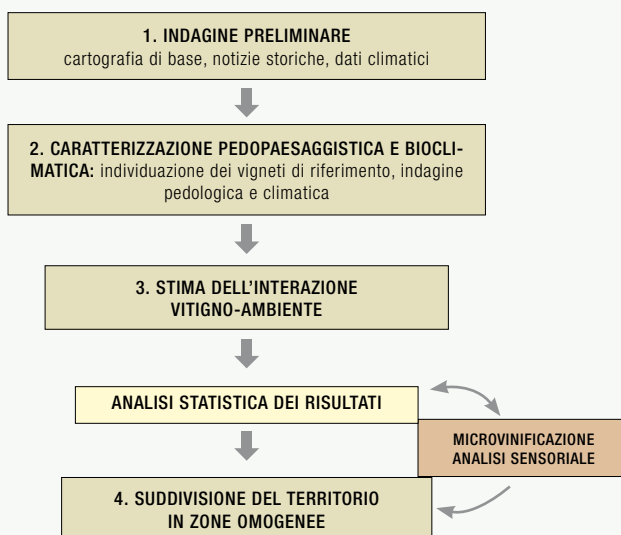 1. INDAGINE PRELIMINARE
cartografia di base, notizie storiche, dati climatici
2. CARATTERIZZAZIONE PEDOPAESAGGISTICA E BIOCLI-
MATICA: individuazione dei vigneti di riferimento, indagine
pedologica e climatica
3. STIMA DELL'INTERAZIONE
VITIGNO-AMBIENTE
ANALISI STATISTICA DEI RISULTATI
MICROVINIFICAZIONE
ANALISI SENSORIALE
4. SUDDIVISIONE DEL TERRITORIO
IN ZONE OMOGENEE